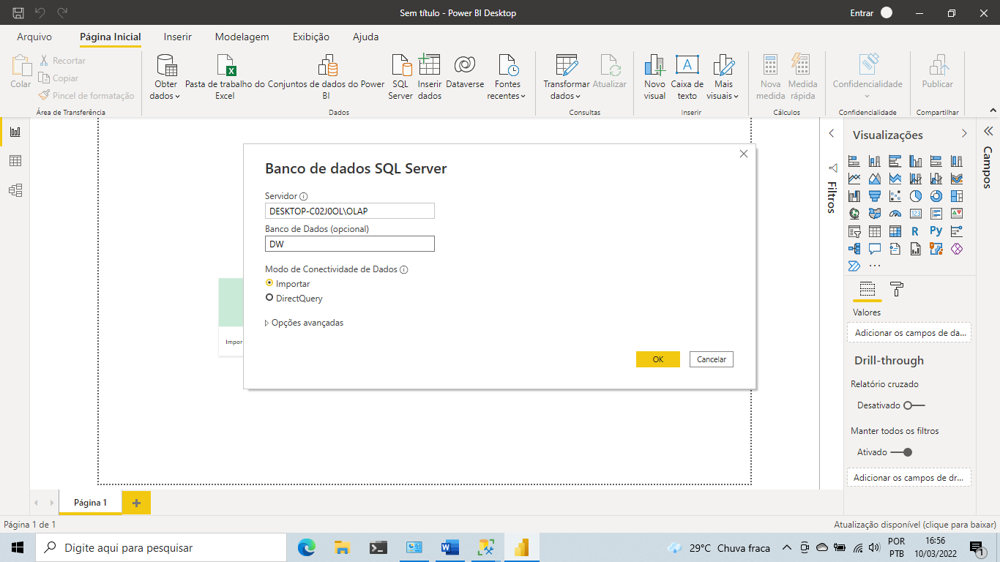 Sem título - Power BI Desktop
Entrar
Arquivo
Página Inicial
Inserir
Modelagem
Exibição
Ajuda
Colar
Recortar
Copiar
Pincel de formatação
Área de Transferência
Obter
dados
Pasta de trabalho do
Excel
Conjuntos de dados do Power
BI
SQL
Server
Inserir
dados
Dataverse
Fontes
recentes
Dados
Transformar
dados
Atualizar
Consultas
Novo
visual
Caixa de
texto
Mais
visuais
Inserir
Nova
medida
Medida
rápida
Cálculos
Confidencialidade
Confidencialidade
Publicar
Compartilhar
Banco de dados SQL Server
Servidor
DESKTOP-C02J0OL\OLAP
Banco de Dados (opcional)
DW
Modo de Conectividade de Dados
Importar
DirectQuery
Opções avançadas
OK
Cancelar
Impor
Filtros
Visualizações
Campos
123
R
Py
Valores
Adicionar os campos de da...
Drill-through
Relatório cruzado
Desativado
Manter todos os filtros
Ativado
Adicionar os campos de dr...
Página 1
Página 1 de 1
Atualização disponível (clique para baixar)
Digite aqui para pesquisar
29°C Chuva fraca
POR
PTB
16:56
10/03/2022
1